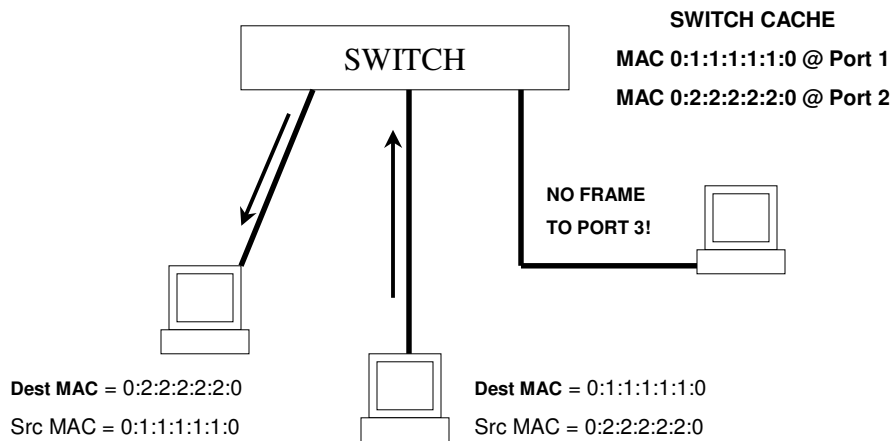 SWITCH CACHE
SWITCH
MAC 0:1:1:1:1:1:0 @ Port 1
MAC 0:2:2:2:2:2:0 @ Port 2
NO FRAME
TO PORT 3!
Dest MAC = 0:2:2:2:2:2:0
Src MAC = 0:1:1:1:1:1:0
Dest MAC = 0:1:1:1:1:1:0
Src MAC = 0:2:2:2:2:2:0